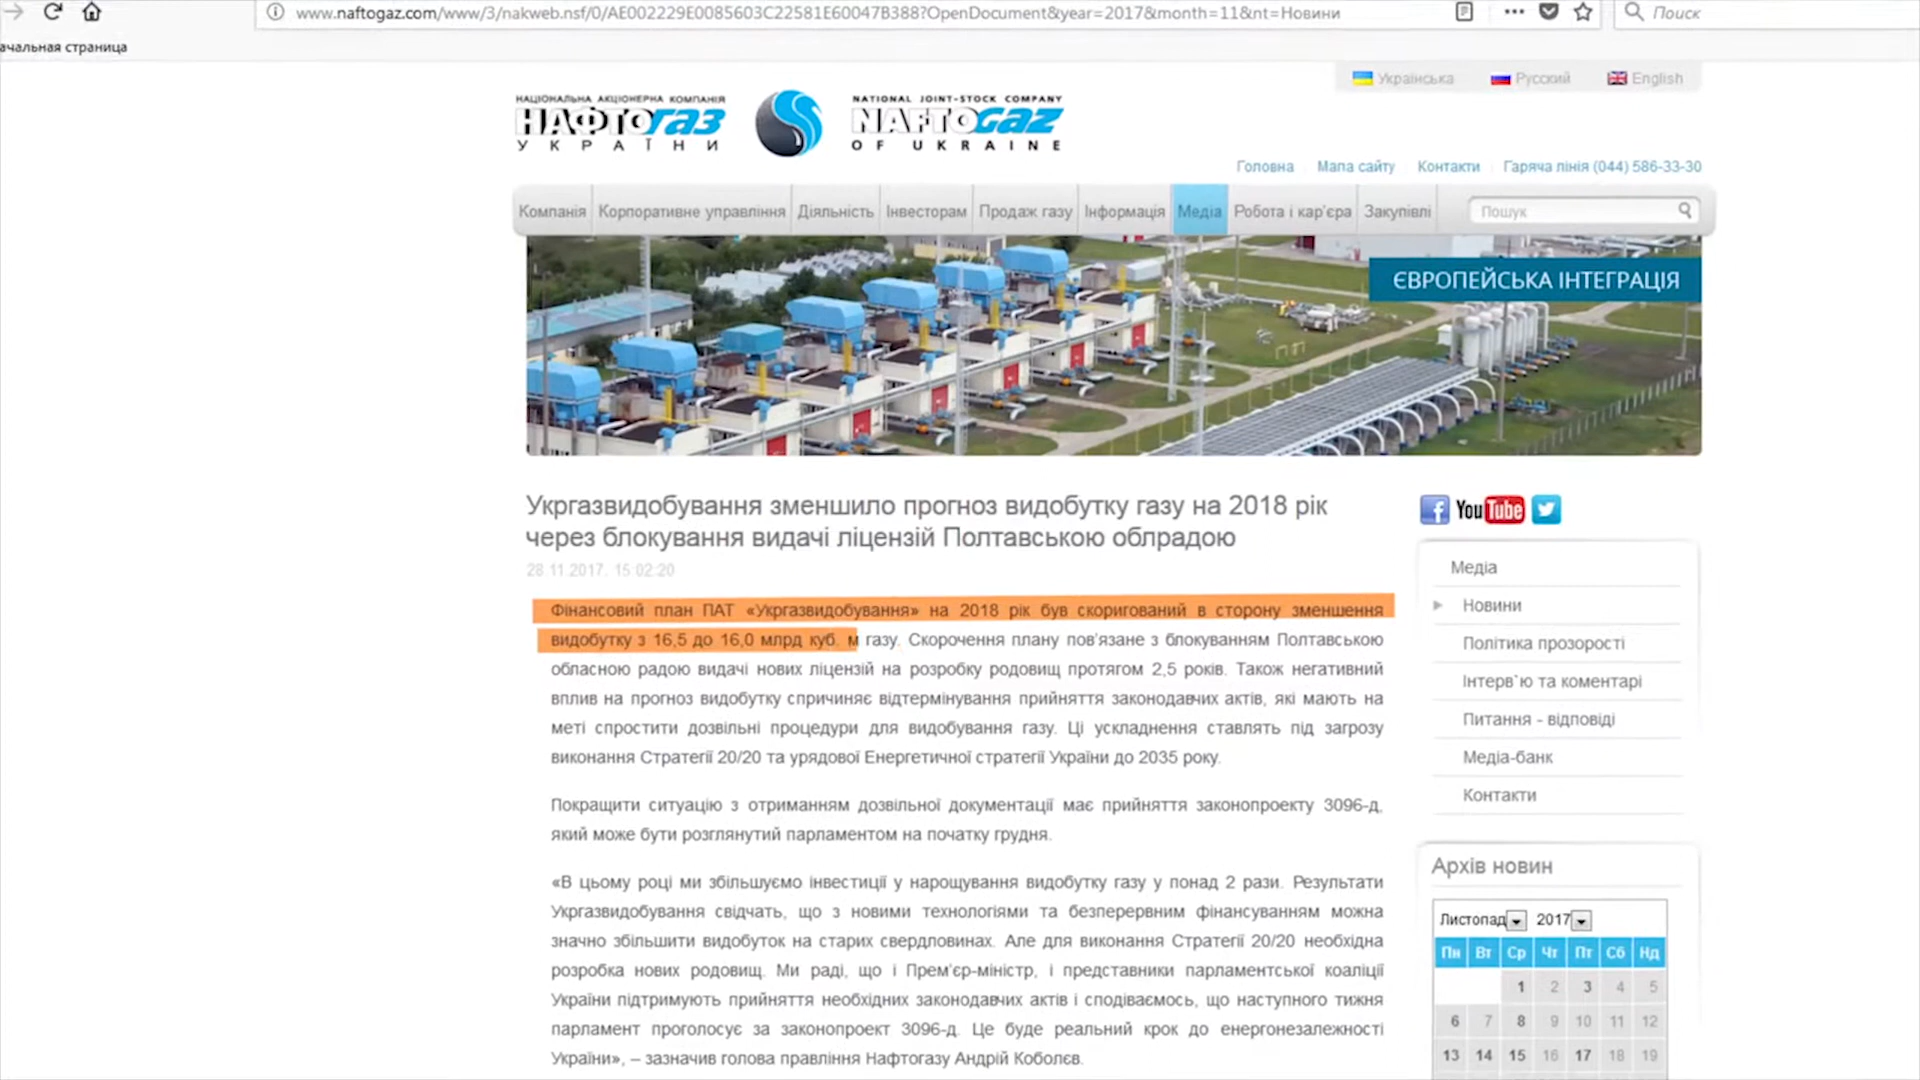 www.naftogaz.com/www/3/nakweb.nsf/0/AE002229E0085603C22581E60047B388?OpenDocument&year=2017&month=11&nt=Новини
Поиск
ачальная страница
Українська Русский English
НАЦІОНАЛЬНА АКЦІОНЕРНА КОМПАНІЯ
НАФТОГАЗ
УКРАЇНИ
NATIONAL JOINT-STOCK COMPANY
NAFTOGAZ
OF UKRAINE
Головна Мапа сайту Контакти Гаряча лінія (044) 586-33-30
Компанія Корпоративне управління Діяльність Інвесторам Продаж газу Інформація Медіа Робота і кар'єра Закупівлі Пошук
ЄВРОПЕЙСЬКА ІНТЕГРАЦІЯ
Укргазвидобування зменшило прогноз видобутку газу на 2018 рік
через блокування видачі ліцензій Полтавською облрадою
28.11.2017. 15:02:20
Фінансовий план ПАТ «Укргазвидобування» на 2018 рік був скоригований в сторону зменшення
видобутку з 16,5 до 16,0 млрд куб. м газу. Скорочення плану пов'язане з блокуванням Полтавською
обласною радою видачі нових ліцензій на розробку родовищ протягом 2,5 років. Також негативний
вплив на прогноз видобутку спричиняє відтермінування прийняття законодавчих актів, які мають на
меті спростити дозвільні процедури для видобування газу. Ці ускладнення ставлять під загрозу
виконання Стратегії 20/20 та урядової Енергетичної стратегії України до 2035 року.
Покращити ситуацію з отриманням дозвільної документації має прийняття законопроекту 3096-д,
який може бути розглянутий парламентом на початку грудня.
«В цьому році ми збільшуємо інвестиції у нарощування видобутку газу у понад 2 рази. Результати
Укргазвидобування свідчать, що з новими технологіями та безперервним фінансуванням можна
значно збільшити видобуток на старих свердловинах. Але для виконання Стратегії 20/20 необхідна
розробка нових родовищ. Ми раді, що і Прем'єр-міністр, і представники парламентської коаліції
України підтримують прийняття необхідних законодавчих актів і сподіваємось, що наступного тижня
парламент проголосує за законопроект 3096-д. Це буде реальний крок до енергонезалежності
України», – зазначив голова правління Нафтогазу Андрій Коболєв.
You Tube
Медіа
Новини
Політика прозорості
Інтерв`ю та коментарі
Питання - відповіді
Медіа-банк
Контакти
Архів новин
Листопад 2017
Пн Вт Ср Чт Пт Сб Нд
1 2 3 4 5
6 7 8 9 10 11 12
13 14 15 16 17 18 19